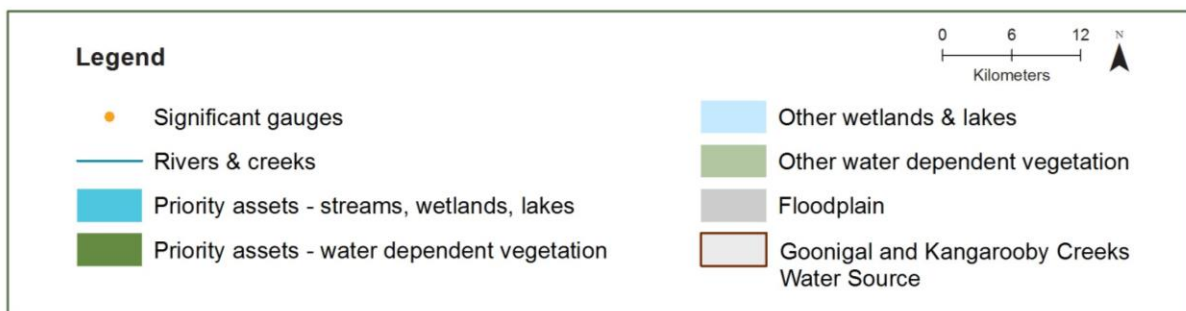 Legend
0 6 12
N
Kilometers
Significant gauges
Rivers & creeks
Priority assets - streams, wetlands, lakes
Priority assets - water dependent vegetation
Other wetlands & lakes
Other water dependent vegetation
Floodplain
Goonigal and Kangarooby Creeks
Water Source